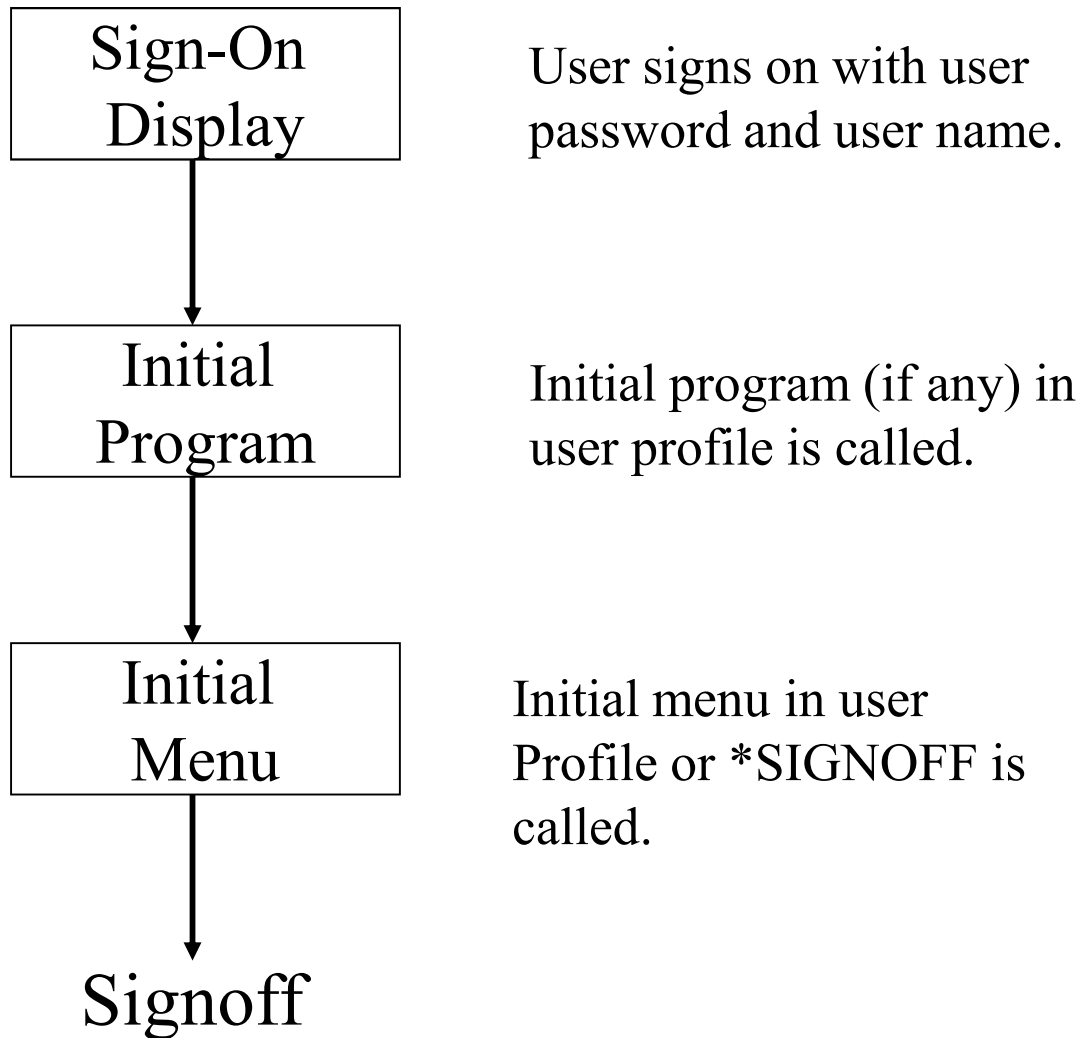 Sign-On
Display
User signs on with user
password and user name.
Initial
Program
Initial program (if any) in
user profile is called.
Initial
Menu
Initial menu in user
Profile or *SIGNOFF is
called.
Signoff